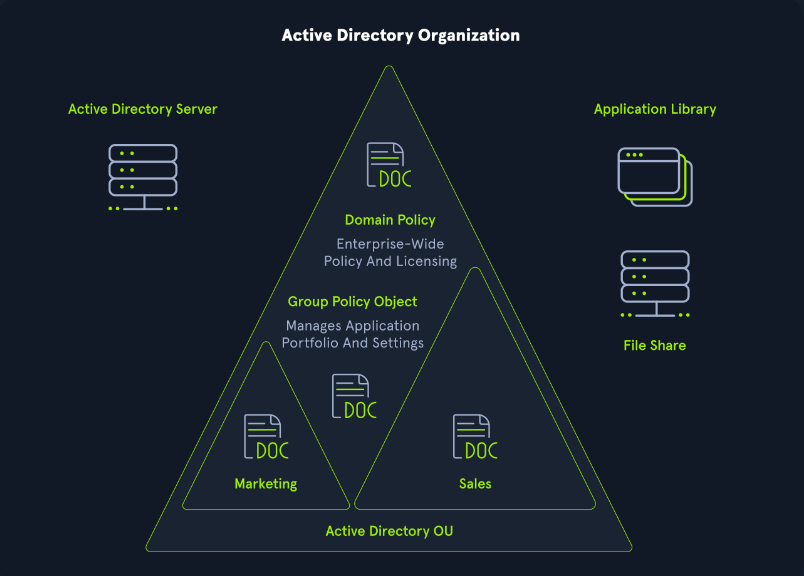 Active Directory Organization
Active Directory Server
Application Library
DOC
Domain Policy
Enterprise-Wide
Policy And Licensing
Group Policy Object
Manages Application
Portfolio And Settings
File Share
DOC
DOC
DOC
Marketing
Sales
Active Directory OU